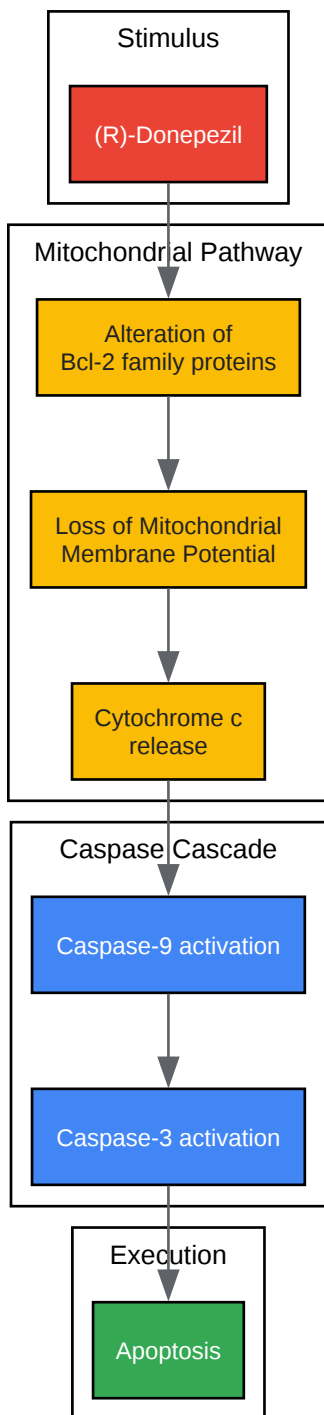 Stimulus
(R)-Donepezil
Mitochondrial Pathway
Alteration of
Bcl-2 family proteins
Loss of Mitochondrial
Membrane Potential
Cytochrome c
release
Caspase Cascade
Caspase-9 activation
Caspase-3 activation
Execution
Apoptosis